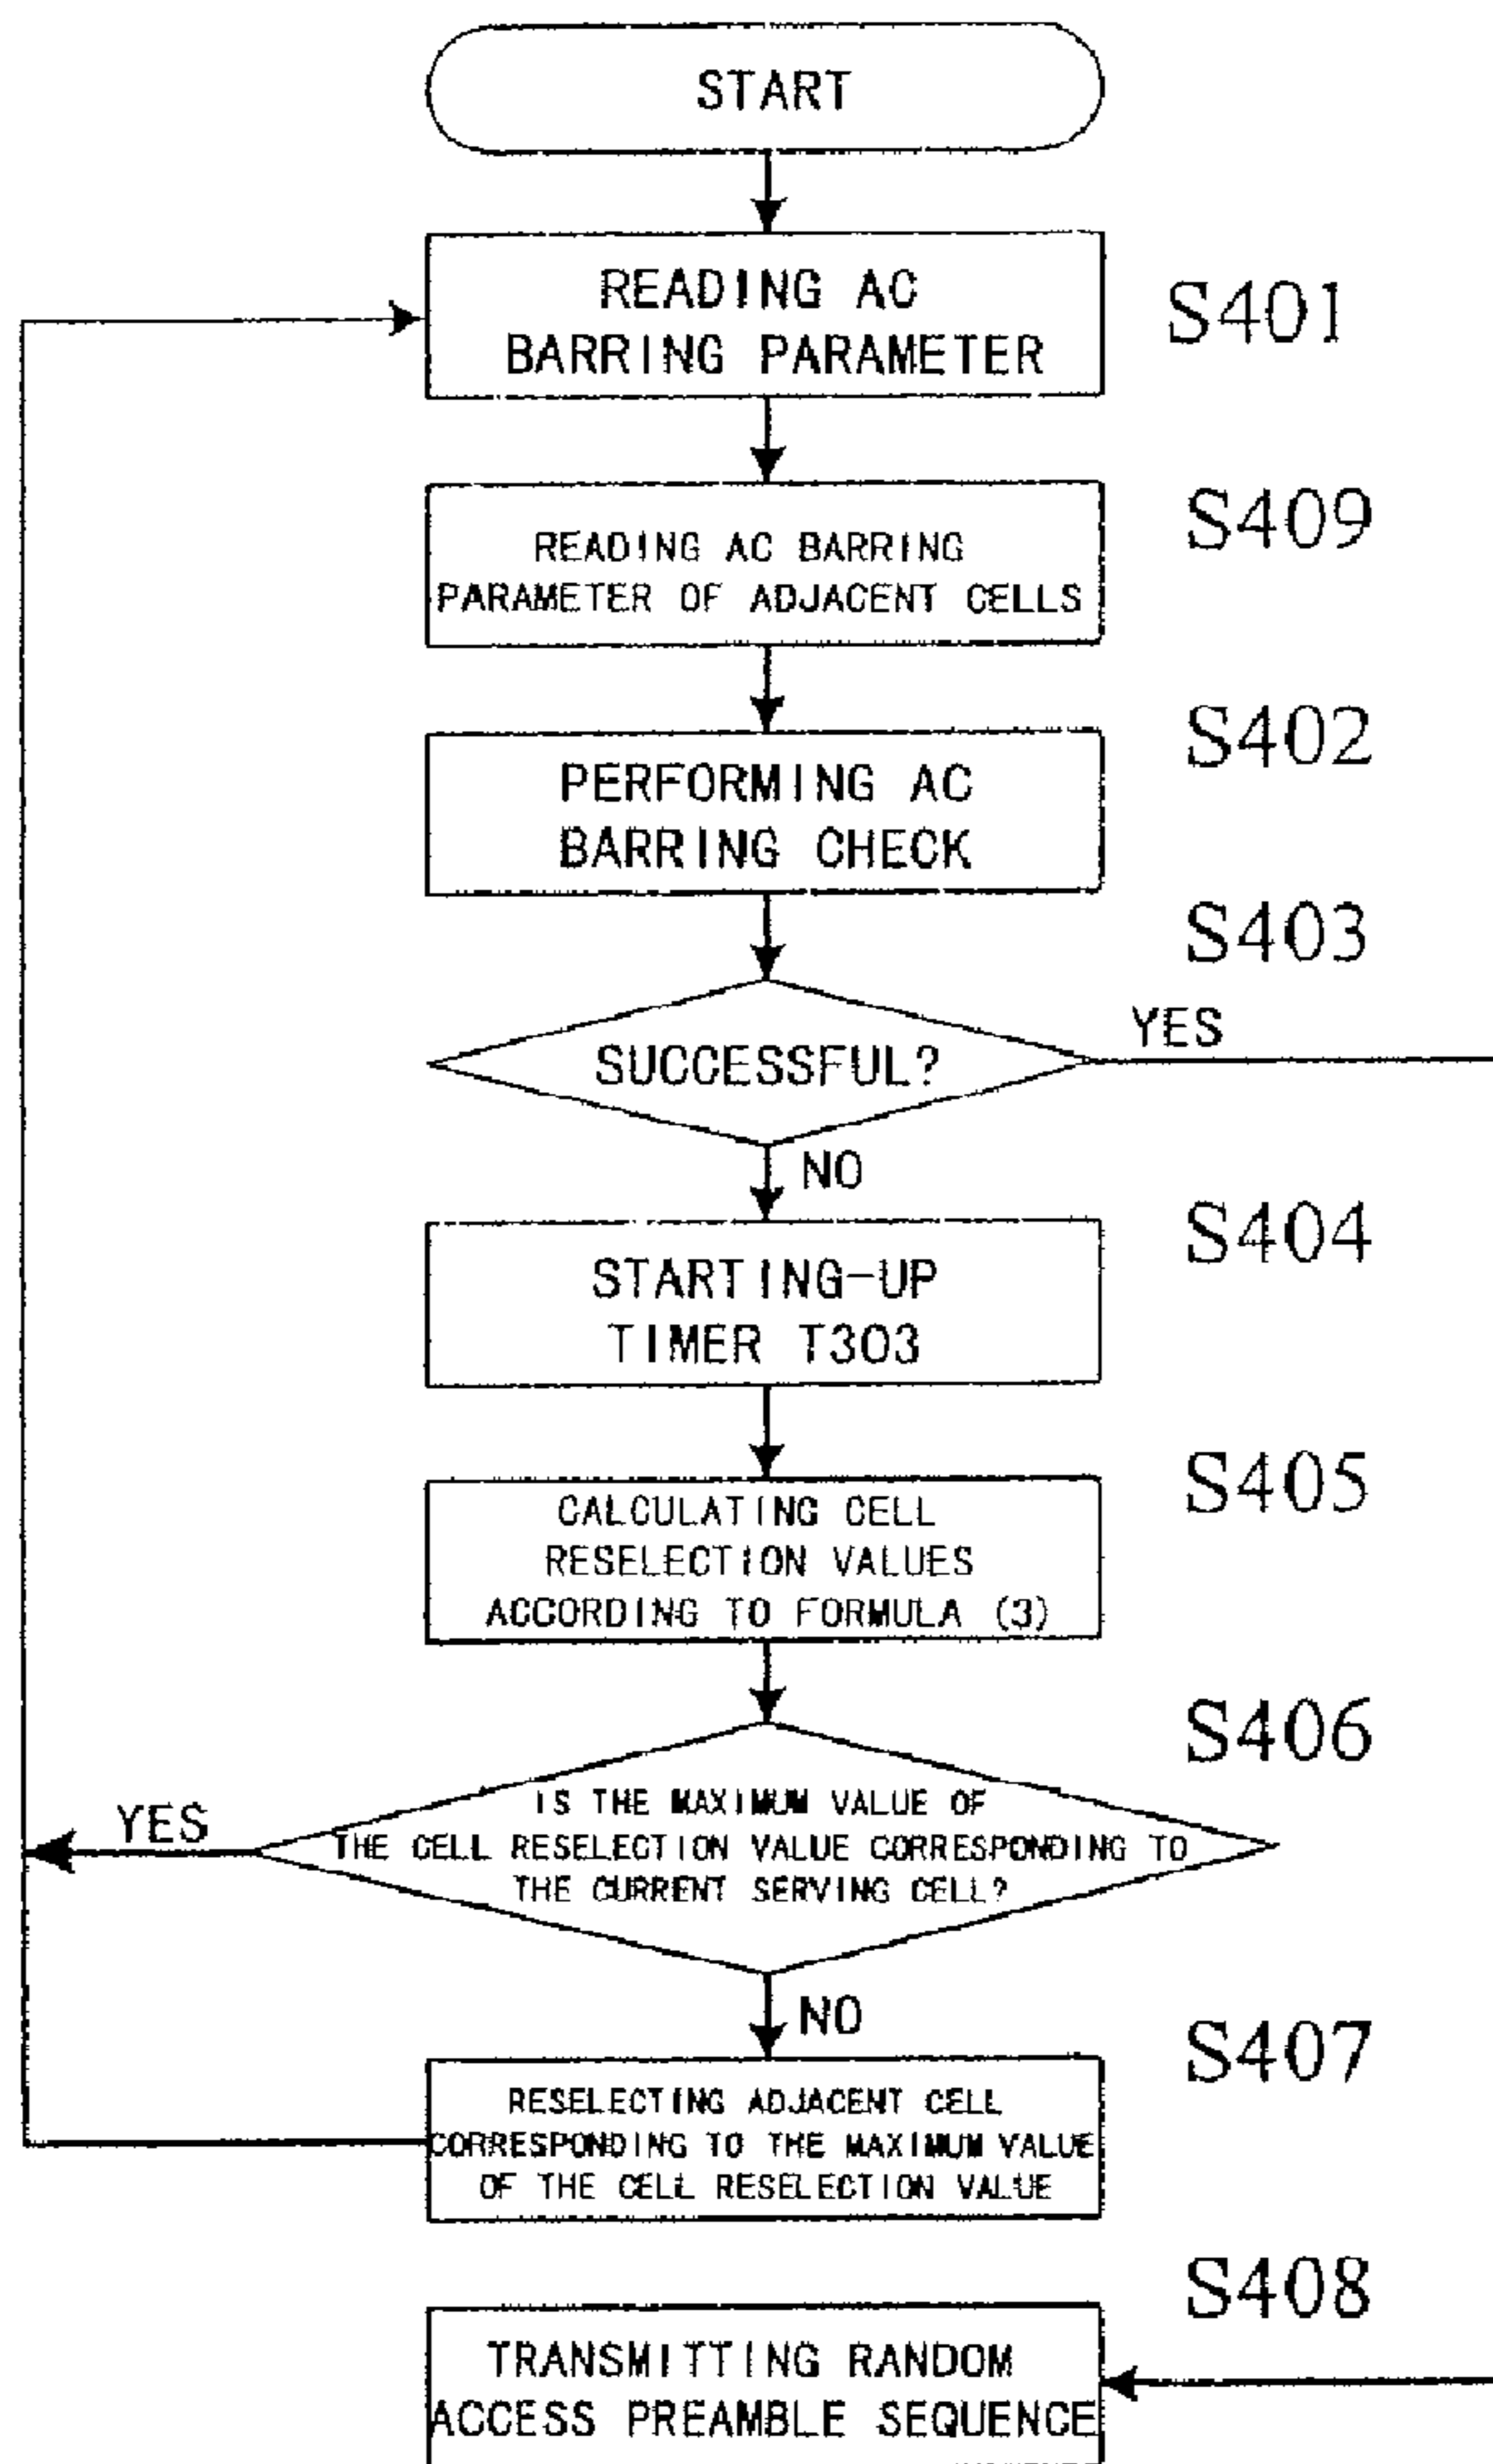 START
READING AC
BARRING PARAMETER
S401
READING AC BARRING
PARAMETER OF ADJACENT CELLS
S409
PERFORMING AC
BARRING CHECK
S402
SUCCESSFUL?
S403
YES
NO
STARTING-UP
TIMER T303
S404
CALCULATING CELL
RESELECTION VALUES
ACCORDING TO FORMULA (3)
S405
IS THE MAXIMUM VALUE OF
THE CELL RESELECTION VALUE CORRESPONDING TO
THE CURRENT SERVING CELL?
S406
YES
NO
RESELECTING ADJACENT CELL
CORRESPONDING TO THE MAXIMUM VALUE
OF THE CELL RESELECTION VALUE
S407
TRANSMITTING RANDOM
ACCESS PREAMBLE SEQUENCE
S408